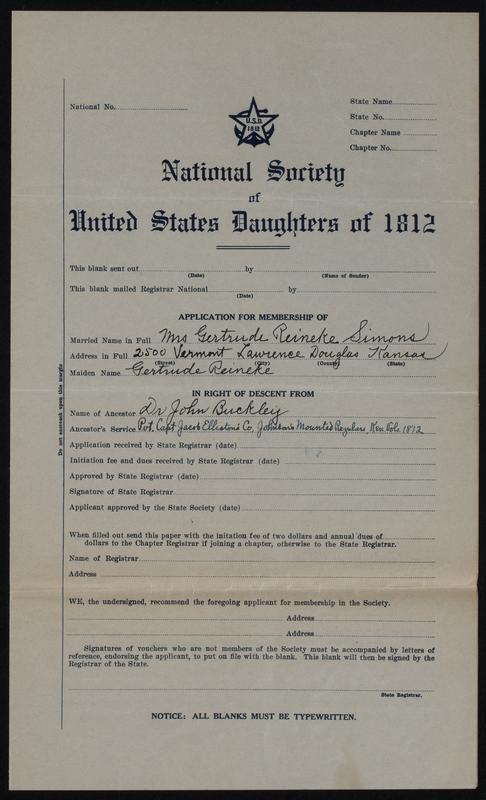 National No.
State Name
State No.
Chapter Name
Chapter No.
U.S.D.
1812
National Society
of
United States Daughters of 1812
This blank sent out by
(Date) (Name of Sender)
This blank mailed Registrar National by
(Date)
APPLICATION FOR MEMBERSHIP OF
Married Name in Full Mrs Gertrude Reineke Simons
Address in Full 2500 Vermont Lawrence Douglas Kansas
(Street) (City) (County) (State)
Maiden Name Gertrude Reineke
IN RIGHT OF DESCENT FROM
Name of Ancestor Dr John Buckley
Ancestor's Service Pvt. Capt Jacob Elliston's Co. Johnson's Mounted Regulars, Ken. Vols. 1812
Application received by State Registrar (date)
Initiation fee and dues received by State Registrar (date)
Approved by State Registrar (date)
Signature of State Registrar
Applicant approved by the State Society (date)
When filled out send this paper with the initation fee of two dollars and annual dues of
dollars to the Chapter Registrar if joining a chapter, otherwise to the State Registrar.
Name of Registrar
Address
WE, the undersigned, recommend the foregoing applicant for membership in the Society.
Address
Address
Signatures of vouchers who are not members of the Society must be accompanied by letters of
reference, endorsing the applicant, to put on file with the blank. This blank will then be signed by the
Registrar of the State.
State Registrar.
NOTICE: ALL BLANKS MUST BE TYPEWRITTEN.
Do not encroach upon this margin